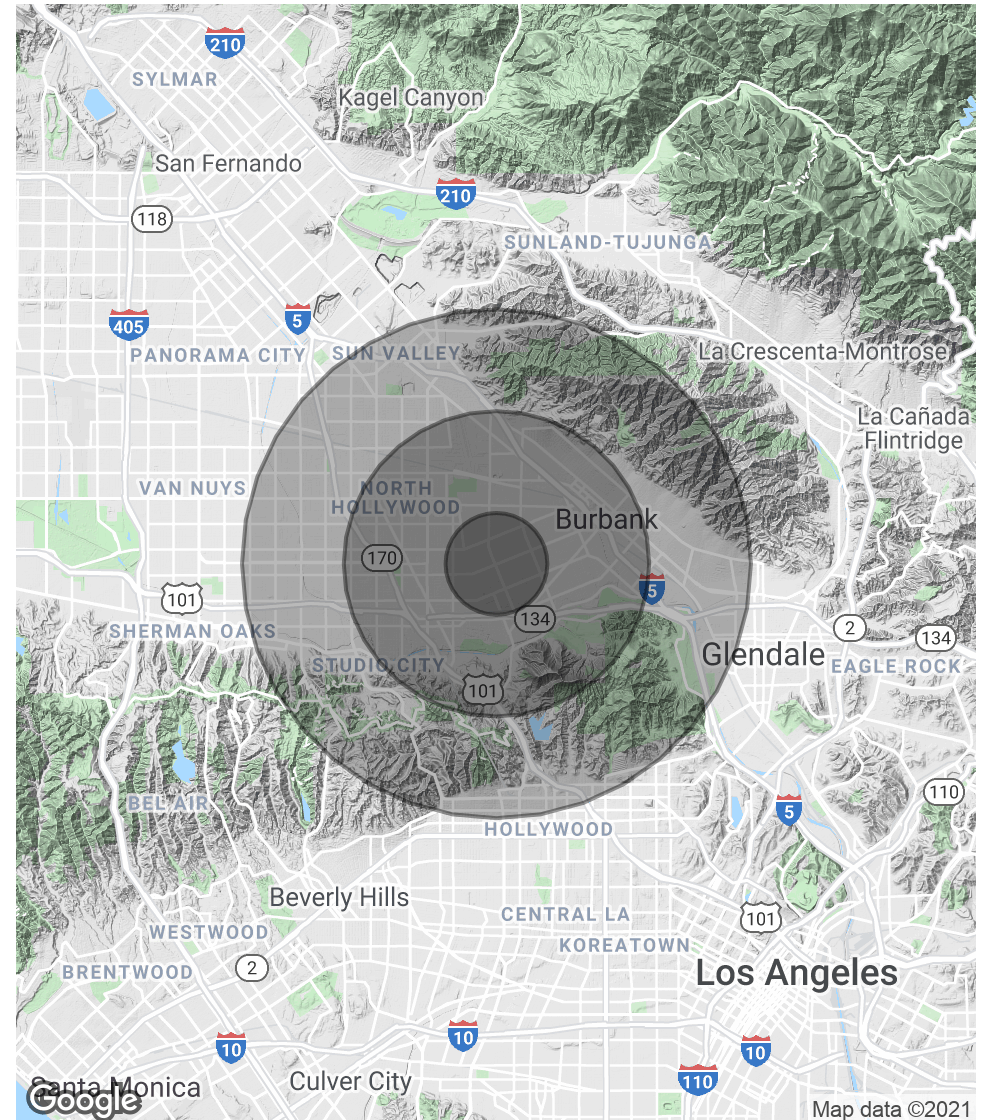 210
SYLMAR
Kagel Canyon
San Fernando
210
118
SUNLAND-TUJUNGA
405
5
PANORAMA CITY
SUN VALLEY
La Crescenta-Montrose
La Cañada
Flintridge
VAN NUYS
NORTH
HOLLYWOOD
Burbank
170
101
5
134
2
134
SHERMAN OAKS
STUDIO CITY
Glendale
EAGLE ROCK
101
BEL AIR
110
5
HOLLYWOOD
Beverly Hills
CENTRAL LA
101
WESTWOOD
KOREATOWN
BRENTWOOD
2
Los Angeles
10
10
10
Santa Monica
Culver City
110
Google
Map data ©2021